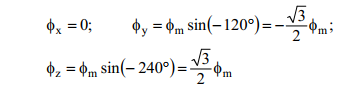 ϕx = 0; ϕy = ϕm sin(−120°) = −√3/2 ϕm;
ϕz = ϕm sin(− 240°) = √3/2 ϕm